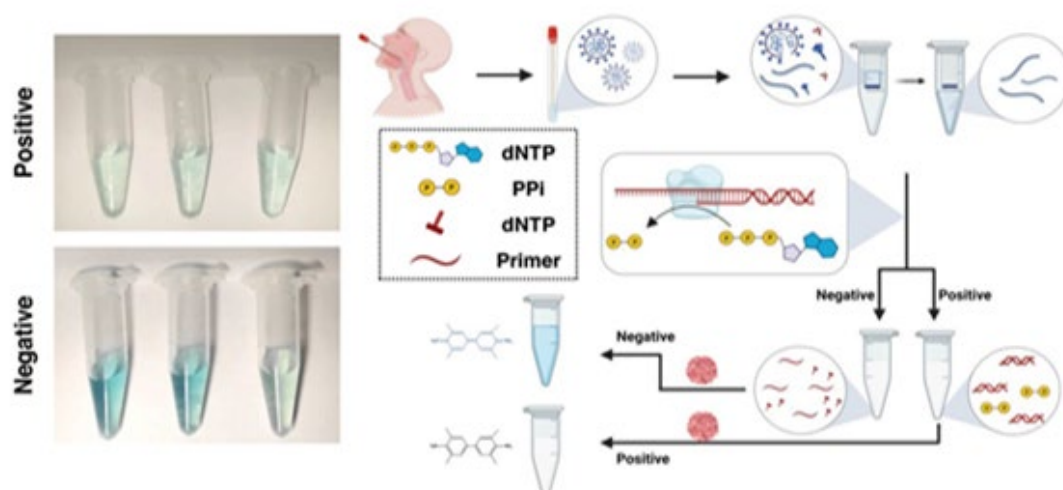 Positive
Negative
dNTP
PPi
dNTP
Primer
Negative
Positive
Negative
Positive